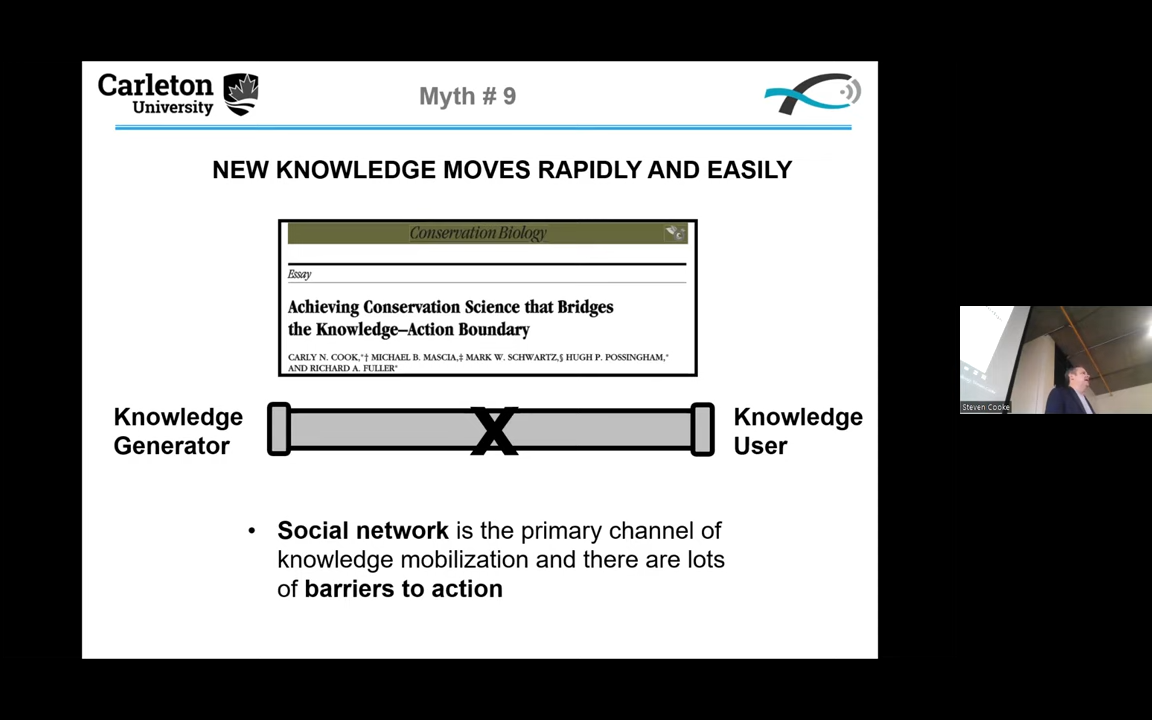 Carleton
University
Myth # 9
NEW KNOWLEDGE MOVES RAPIDLY AND EASILY
Conservation Biology
Essay
Achieving Conservation Science that Bridges
the Knowledge–Action Boundary
CARLY N. COOK,*† MICHAEL B. MASCIA,‡ MARK W. SCHWARTZ,§ HUGH P. POSSINGHAM,*
AND RICHARD A. FULLER*
Knowledge
Generator
X
Knowledge
User
• Social network is the primary channel of
knowledge mobilization and there are lots
of barriers to action
Steven Cooke